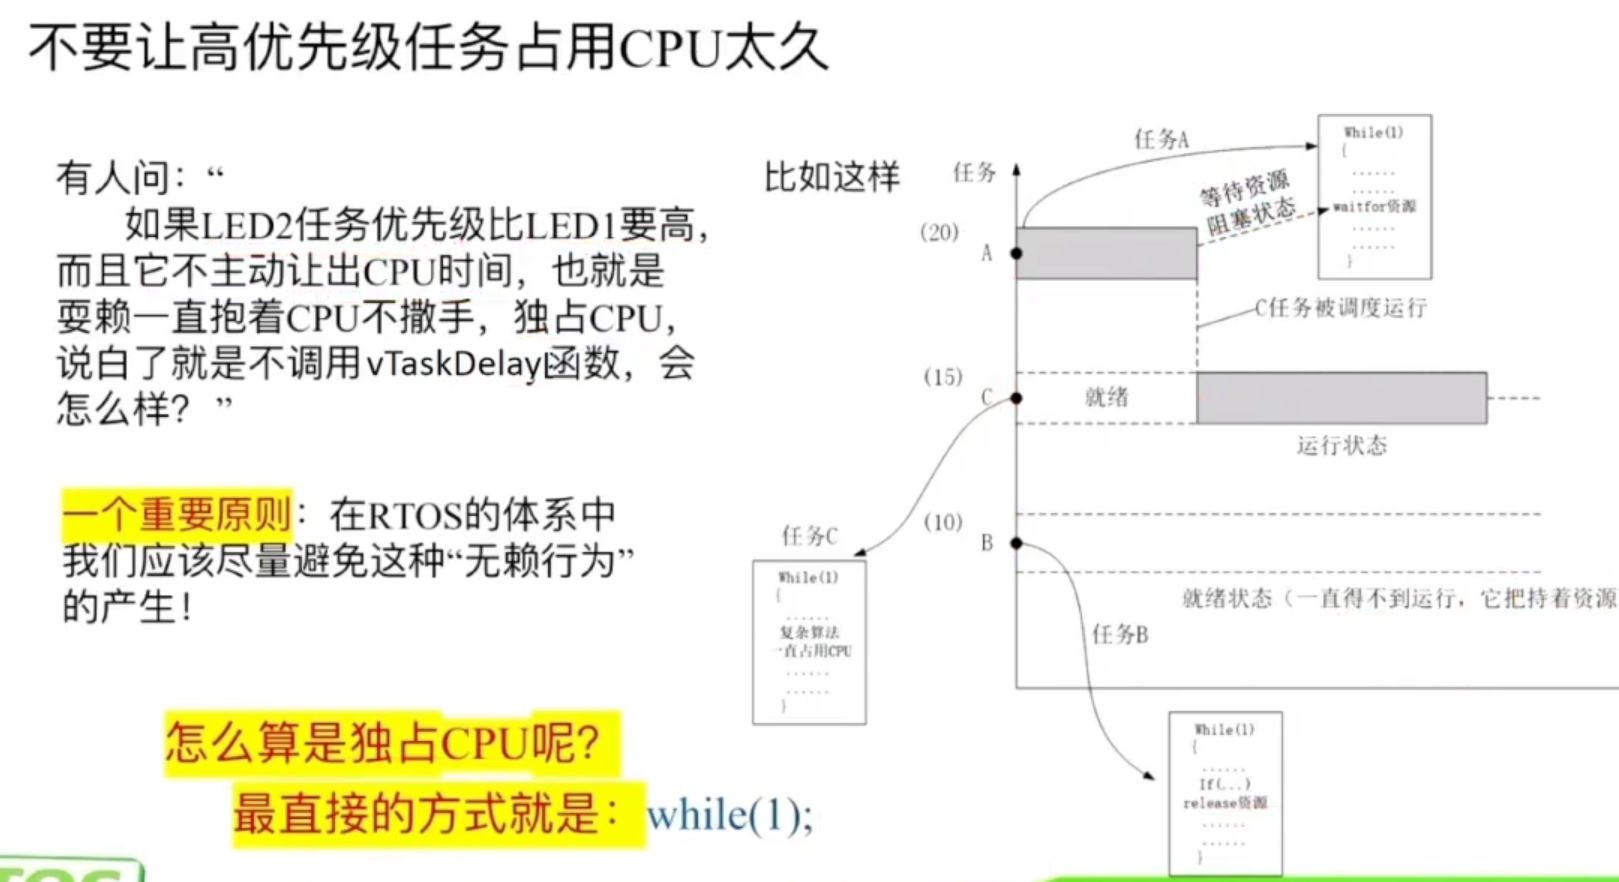 不要让高优先级任务占用CPU太久
有人问：“
如果LED2任务优先级比LED1要高，
而且它不主动让出CPU时间，也就是
耍赖一直抱着CPU不撒手，独占CPU，
说白了就是不调用vTaskDelay函数，会
怎么样？”
一个重要原则：在RTOS的体系中
我们应该尽量避免这种“无赖行为”
的产生！
怎么算是独占CPU呢？
最直接的方式就是：while(1);
比如这样
任务
任务A
While(1)
{
......
......
waitfor资源
......
......
}
等待资源
阻塞状态
(20)
A
C任务被调度运行
(15)
C
就绪
运行状态
(10)
B
就绪状态（一直得不到运行，它把持着资源
任务C
While(1)
{
......
复杂算法
一直占用CPU
......
......
}
任务B
While(1)
{
......
If(...)
release资源
......
......
}